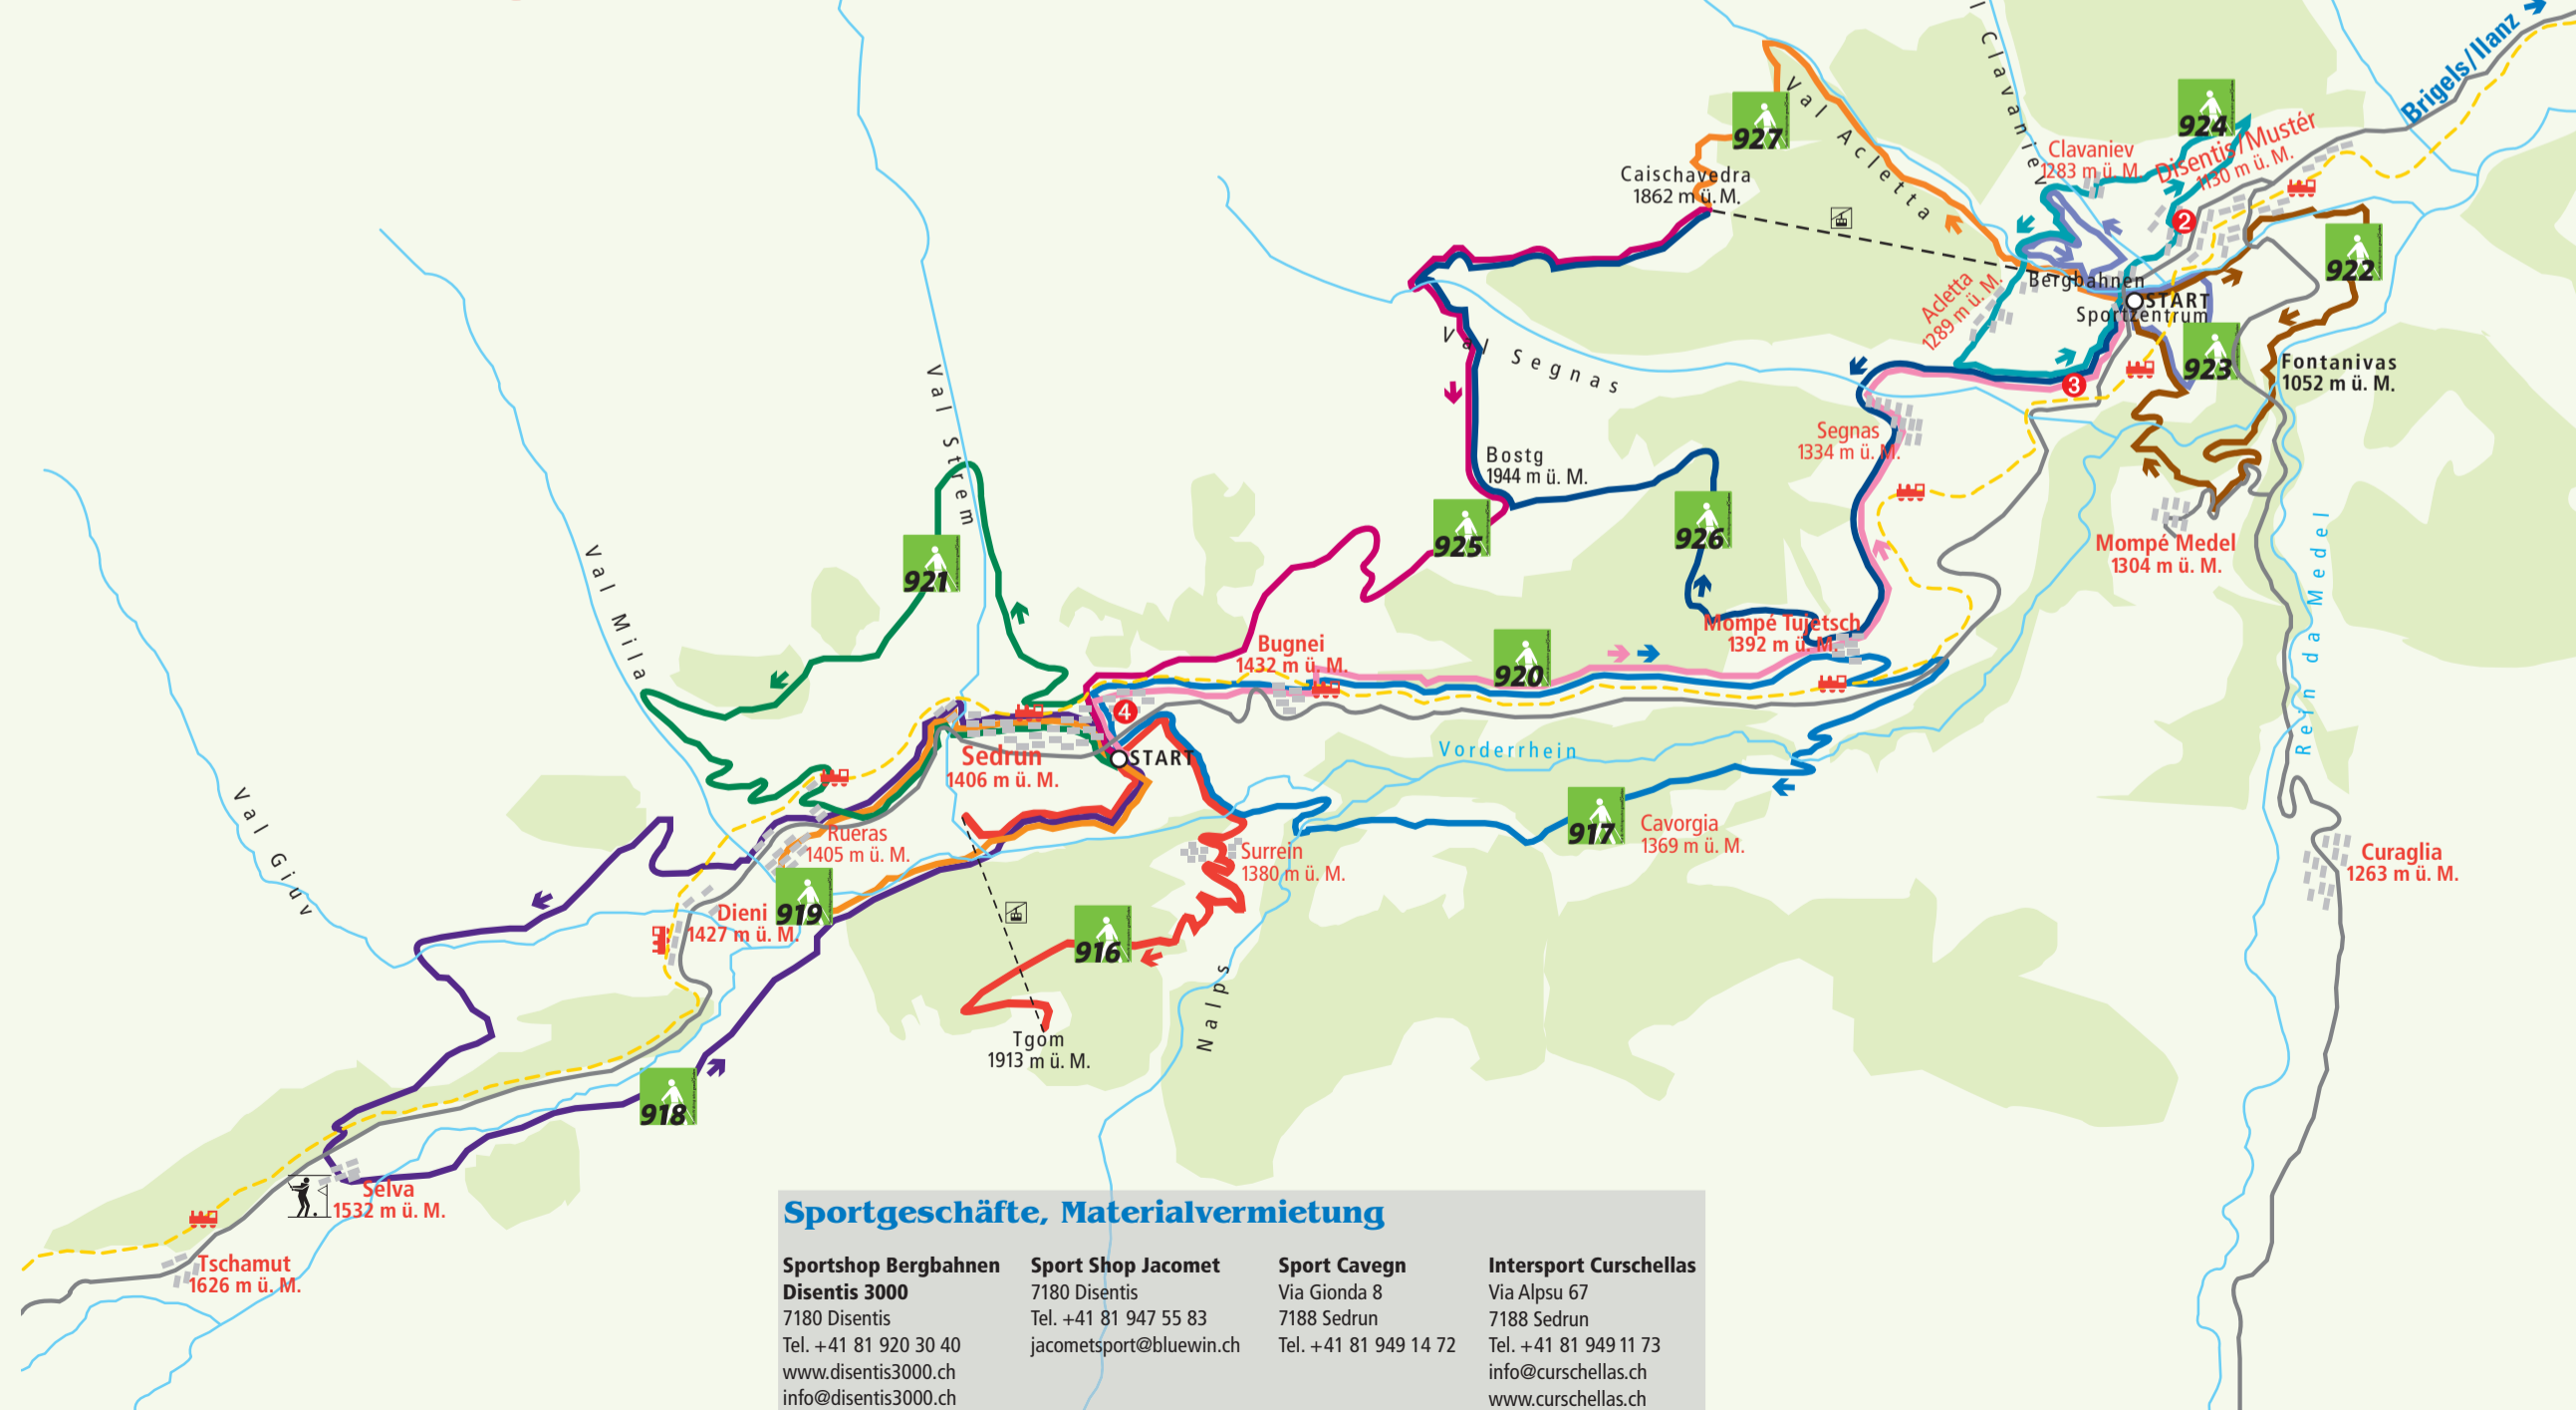 Brigels/Ilanz
l Clavaniev
924
Clavaniev
1283 m ü. M.
Disentis/Mustér
1130 m ü. M.
927
Val Acletta
Caischavedra
1862 m ü. M.
2
922
Bergbahnen
START
Sportzentrum
Acletta
1289 m ü. M.
923
Fontanivas
1052 m ü. M.
3
Val Segnas
Segnas
1334 m ü. M.
Val Strem
Bostg
1944 m ü. M.
925
926
Mompé Medel
1304 m ü. M.
Rein da Medel
921
Val Mila
Bugnei
1432 m ü. M.
920
Mompé Tujetsch
1392 m ü. M.
4
START
Sedrun
1406 m ü. M.
Vorderrhein
Val Giuv
Rueras
1405 m ü. M.
917
Cavorgia
1369 m ü. M.
Surrein
1380 m ü. M.
Curaglia
1263 m ü. M.
Dieni
1427 m ü. M.
919
916
Nalps
Tgom
1913 m ü. M.
918
Selva
1532 m ü. M.
Tschamut
1626 m ü. M.
Sportgeschäfte, Materialvermietung
Sportshop Bergbahnen
Disentis 3000
7180 Disentis
Tel. +41 81 920 30 40
www.disentis3000.ch
info@disentis3000.ch
Sport Shop Jacomet
7180 Disentis
Tel. +41 81 947 55 83
jacometsport@bluewin.ch
Sport Cavegn
Via Gionda 8
7188 Sedrun
Tel. +41 81 949 14 72
Intersport Curschellas
Via Alpsu 67
7188 Sedrun
Tel. +41 81 949 11 73
info@curschellas.ch
www.curschellas.ch